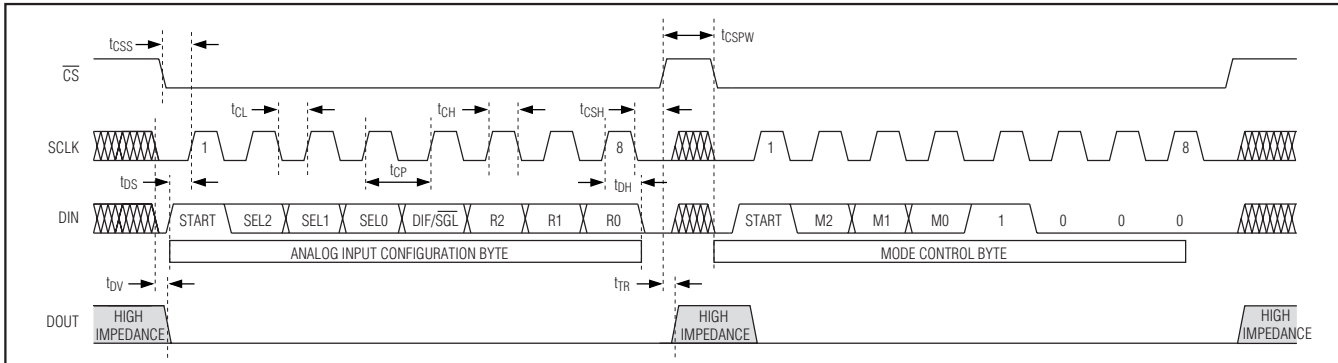 tCSS
tCSPW
CS
tCL
tCH
tCSH
SCLK
1
8
1
8
tDS
tCP
tDH
DIN
START
SEL2
SEL1
SEL0
DIF/SGL
R2
R1
R0
START
M2
M1
M0
1
0
0
0
ANALOG INPUT CONFIGURATION BYTE
MODE CONTROL BYTE
tDV
tTR
DOUT
HIGH
IMPEDANCE
HIGH
IMPEDANCE
HIGH
IMPEDANCE